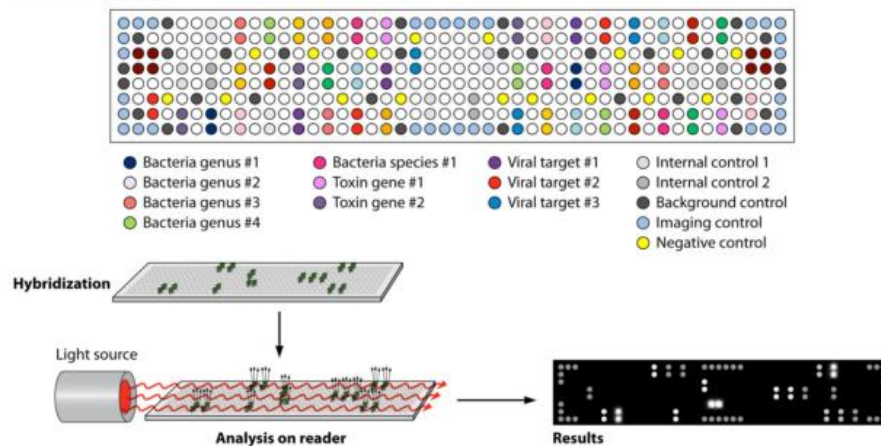 Bacteria genus #1
Bacteria genus #2
Bacteria genus #3
Bacteria genus #4
Bacteria species #1
Toxin gene #1
Toxin gene #2
Viral target #1
Viral target #2
Viral target #3
Internal control 1
Internal control 2
Background control
Imaging control
Negative control
Hybridization
Light source
Analysis on reader
Results